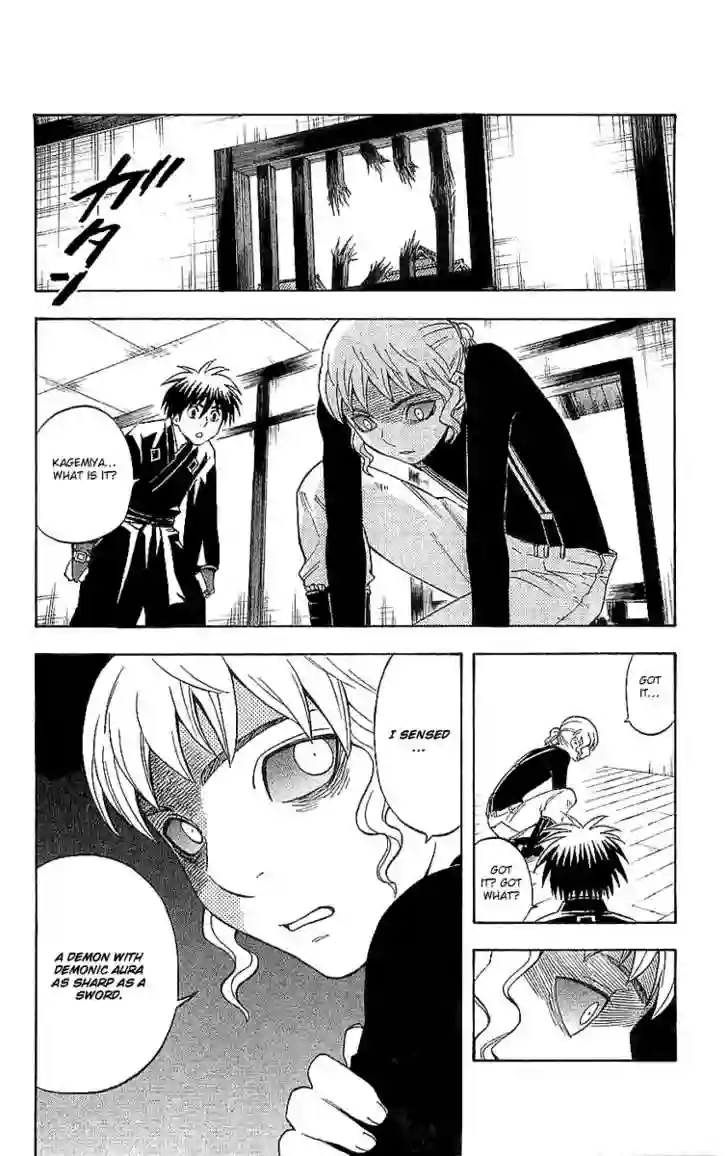 ガタン
KAGEMIYA...
WHAT IS IT?
GOT
IT...
GOT
IT? GOT
WHAT?
I SENSED
...
A DEMON WITH
DEMONIC AURA
AS SHARP AS A
SWORD.